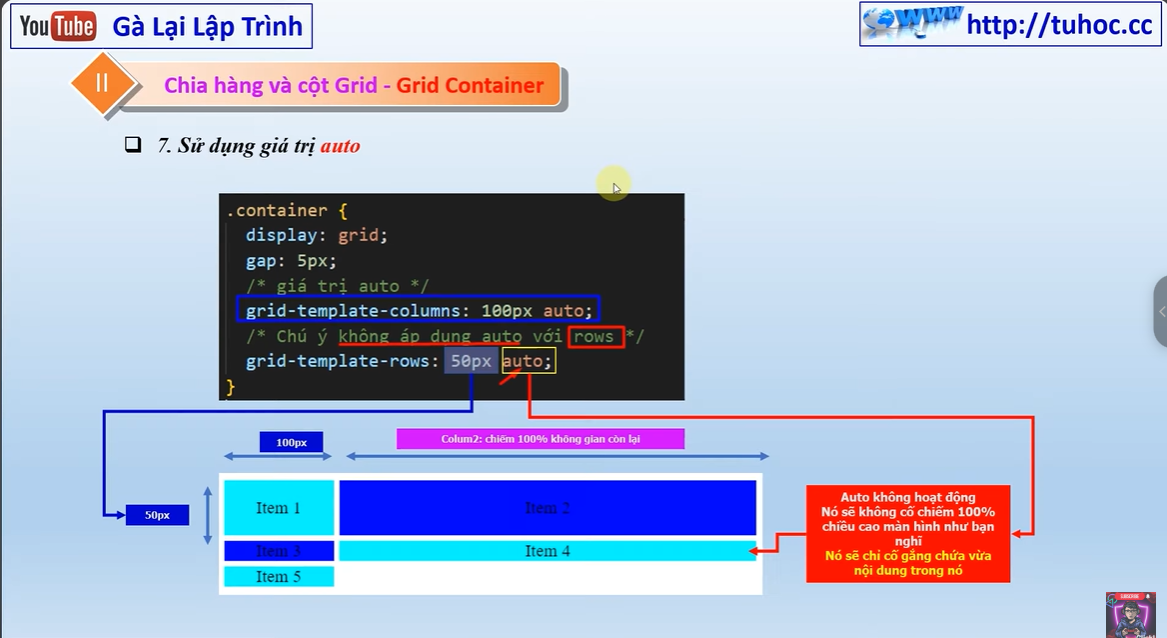 YouTube Gà Lại Lập Trình
WWW http://tuhoc.cc
II Chia hàng và cột Grid - Grid Container
7. Sử dụng giá trị auto
.container {
display: grid;
gap: 5px;
/* giá trị auto */
grid-template-columns: 100px auto;
/* Chú ý không áp dụng auto với rows */
grid-template-rows: 50px auto;
}
100px
Colum2: chiếm 100% không gian còn lại
50px
Item 1 Item 2
Item 3 Item 4
Item 5
Auto không hoạt động
Nó sẽ không cố chiếm 100%
chiều cao màn hình như bạn
nghĩ
Nó sẽ chỉ cố gắng chứa vừa
nội dung trong nó
SUBSCRIBE